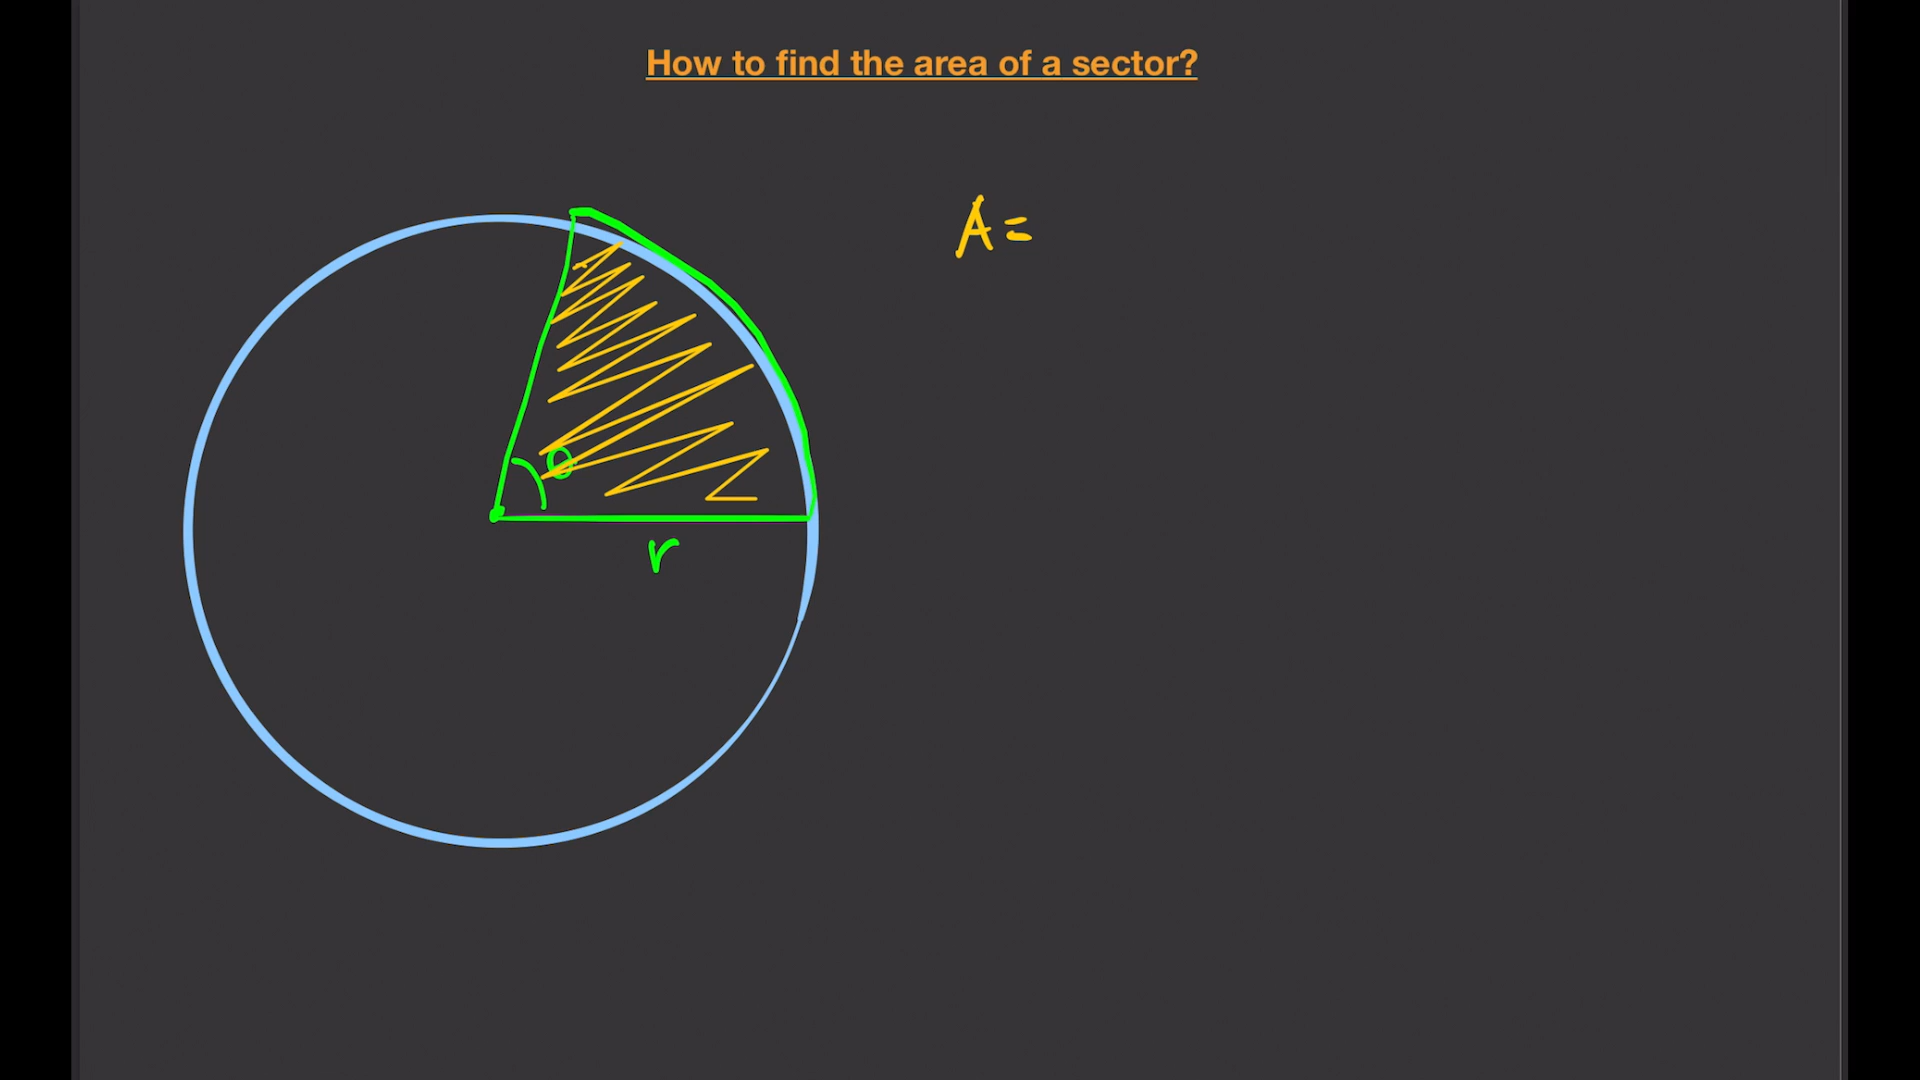 How to find the area of a sector?
A =
θ
r